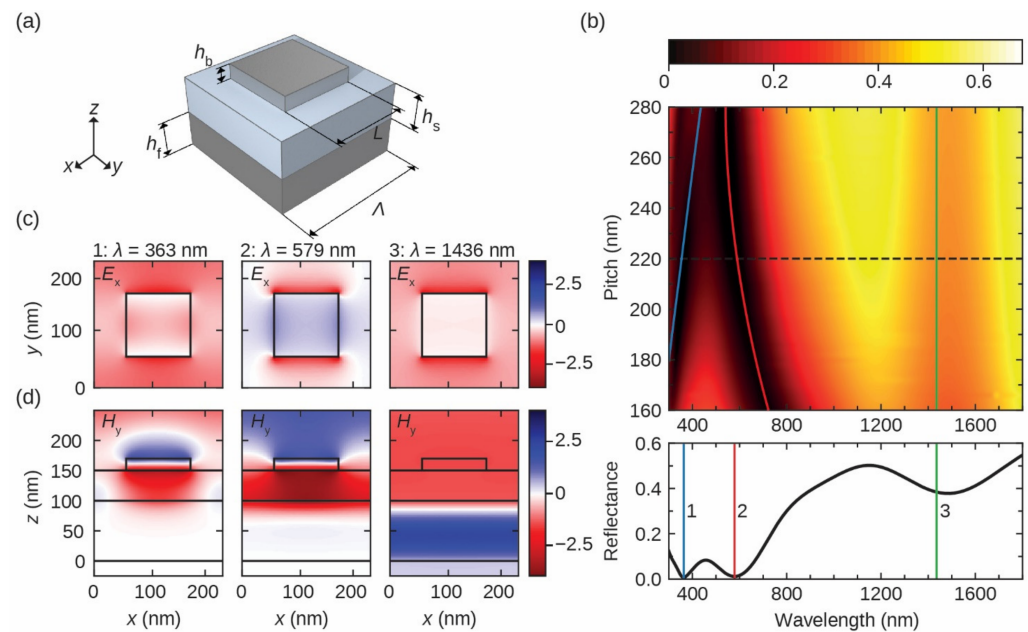 (a)
h_b
h_s
h_f
L
Λ
z
x
y
(b)
0
0.2
0.4
0.6
Pitch (nm)
280
260
240
220
200
180
160
400
800
1200
1600
(c)
1: λ = 363 nm
2: λ = 579 nm
3: λ = 1436 nm
E_x
E_x
E_x
y (nm)
200
100
0
2.5
0
−2.5
(d)
H_y
H_y
H_y
z (nm)
200
150
100
50
0
2.5
0
−2.5
0
100
200
0
100
200
0
100
200
x (nm)
x (nm)
x (nm)
Reflectance
0.6
0.4
0.2
0.0
1
2
3
400
800
1200
1600
Wavelength (nm)